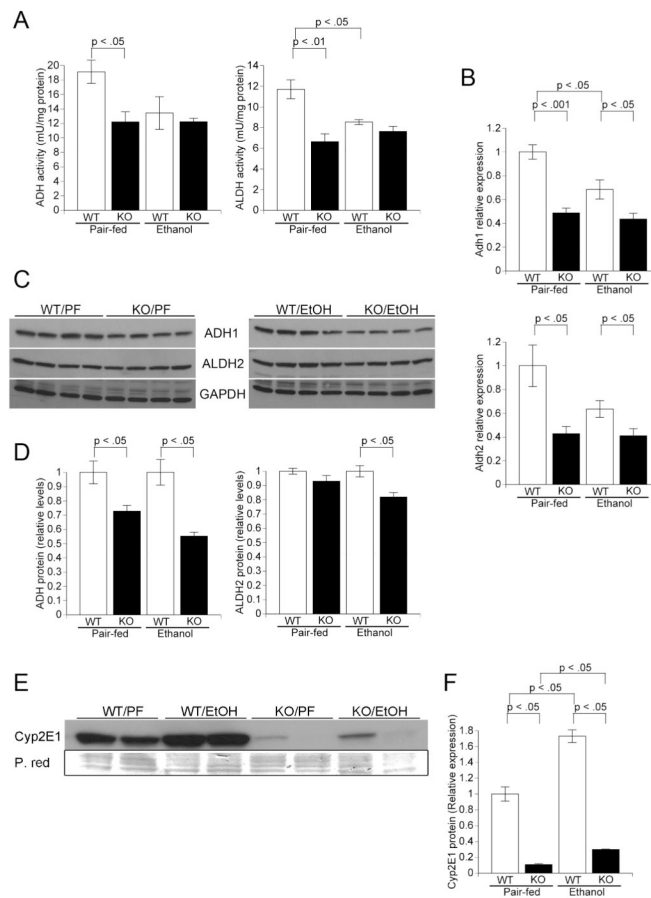 A
p < .05
ADH activity (mU/mg protein)
20
18
16
14
12
10
8
6
4
2
0
WT KO WT KO
Pair-fed Ethanol
p < .05
p < .01
ALDH activity (mU/mg protein)
14
12
10
8
6
4
2
0
WT KO WT KO
Pair-fed Ethanol
B
p < .05
p < .001 p < .05
Adh1 relative expression
1.2
1
0.8
0.6
0.4
0.2
0
WT KO WT KO
Pair-fed Ethanol
p < .05 p < .05
Aldh2 relative expression
1.2
1
0.8
0.6
0.4
0.2
0
WT KO WT KO
Pair-fed Ethanol
C
WT/PF KO/PF WT/EtOH KO/EtOH
ADH1
ALDH2
GAPDH
D
p < .05 p < .05
ADH protein (relative levels)
1
0.9
0.8
0.7
0.6
0.5
0.4
0.3
0.2
0.1
0
WT KO WT KO
Pair-fed Ethanol
p < .05
ALDH2 protein (relative levels)
1
0.9
0.8
0.7
0.6
0.5
0.4
0.3
0.2
0.1
0
WT KO WT KO
Pair-fed Ethanol
E
WT/PF WT/EtOH KO/PF KO/EtOH
Cyp2E1
P. red
F
p < .05
p < .05
p < .05 p < .05
Cyp2E1 protein (Relative expression)
1.8
1.6
1.4
1.2
1
0.8
0.6
0.4
0.2
0
WT KO WT KO
Pair-fed Ethanol